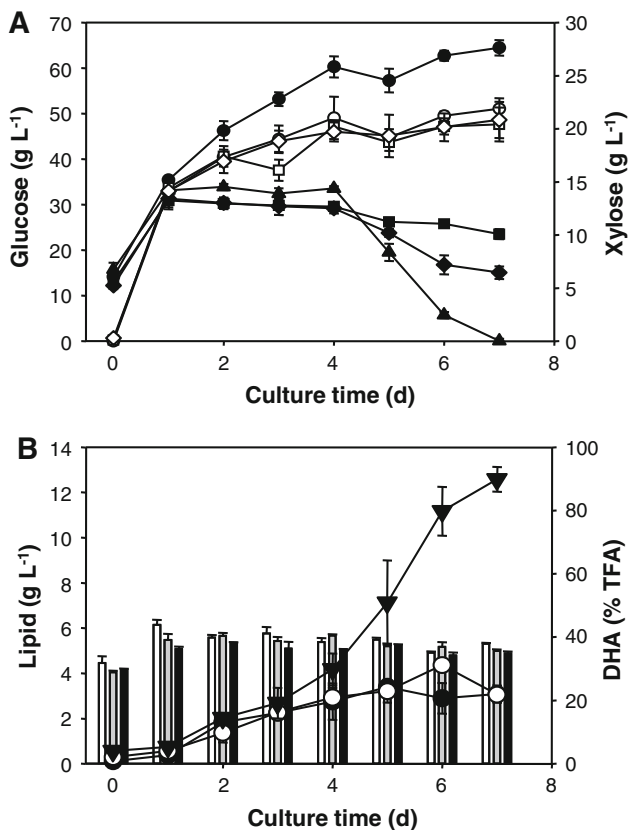 A
Glucose (g L⁻¹)
70
60
50
40
30
20
10
0
Xylose (g L⁻¹)
30
25
20
15
10
5
0
0 2 4 6 8
Culture time (d)
B
Lipid (g L⁻¹)
14
12
10
8
6
4
2
0
DHA (% TFA)
100
80
60
40
20
0
0 2 4 6 8
Culture time (d)